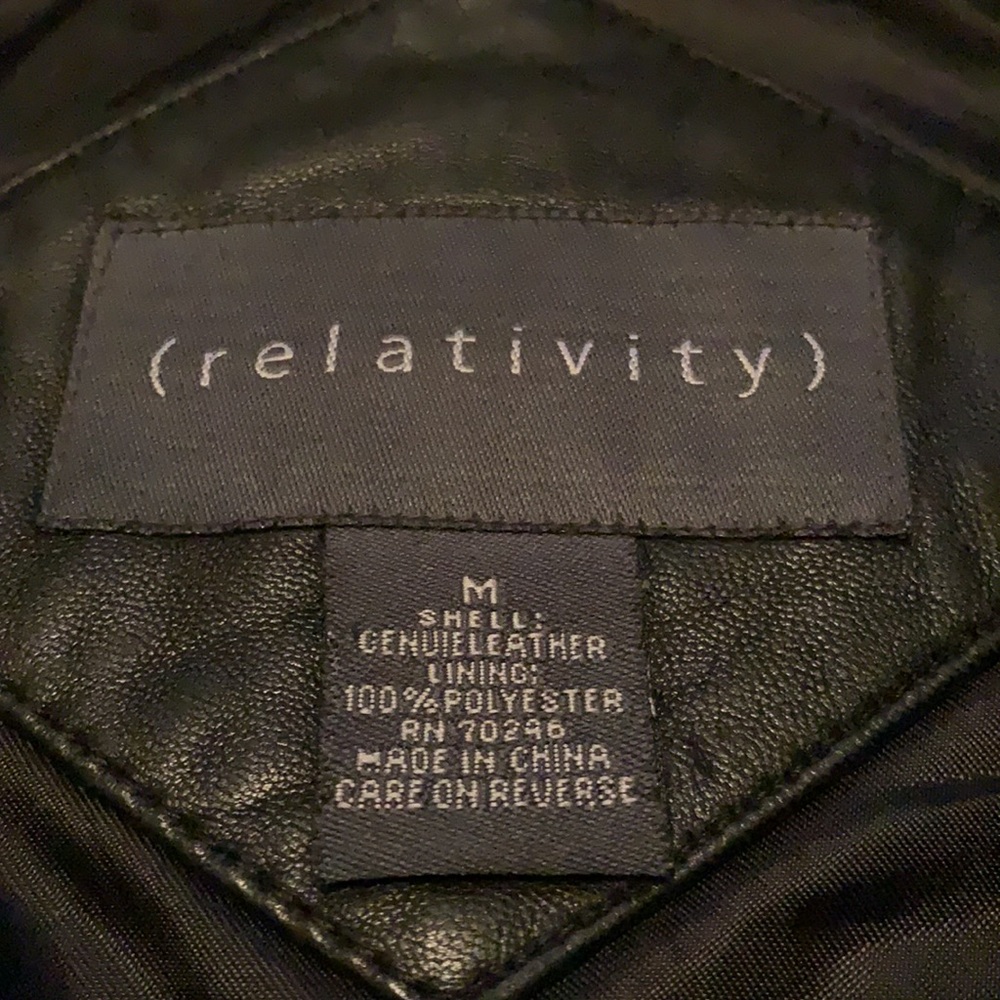 (relativity)
M
SHELL:
GENUIELEATHER
LINING:
100%POLYESTER
RN 70296
MADE IN CHINA
CARE ON REVERSE